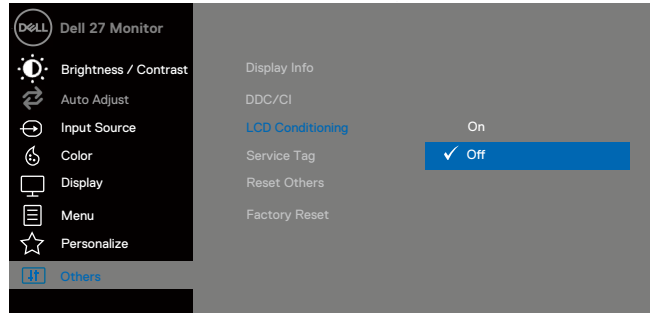 DELL Dell 27 Monitor
Brightness / Contrast
Auto Adjust
Input Source
Color
Display
Menu
Personalize
Others
Display Info
DDC/CI
LCD Conditioning
Service Tag
Reset Others
Factory Reset
On
Off